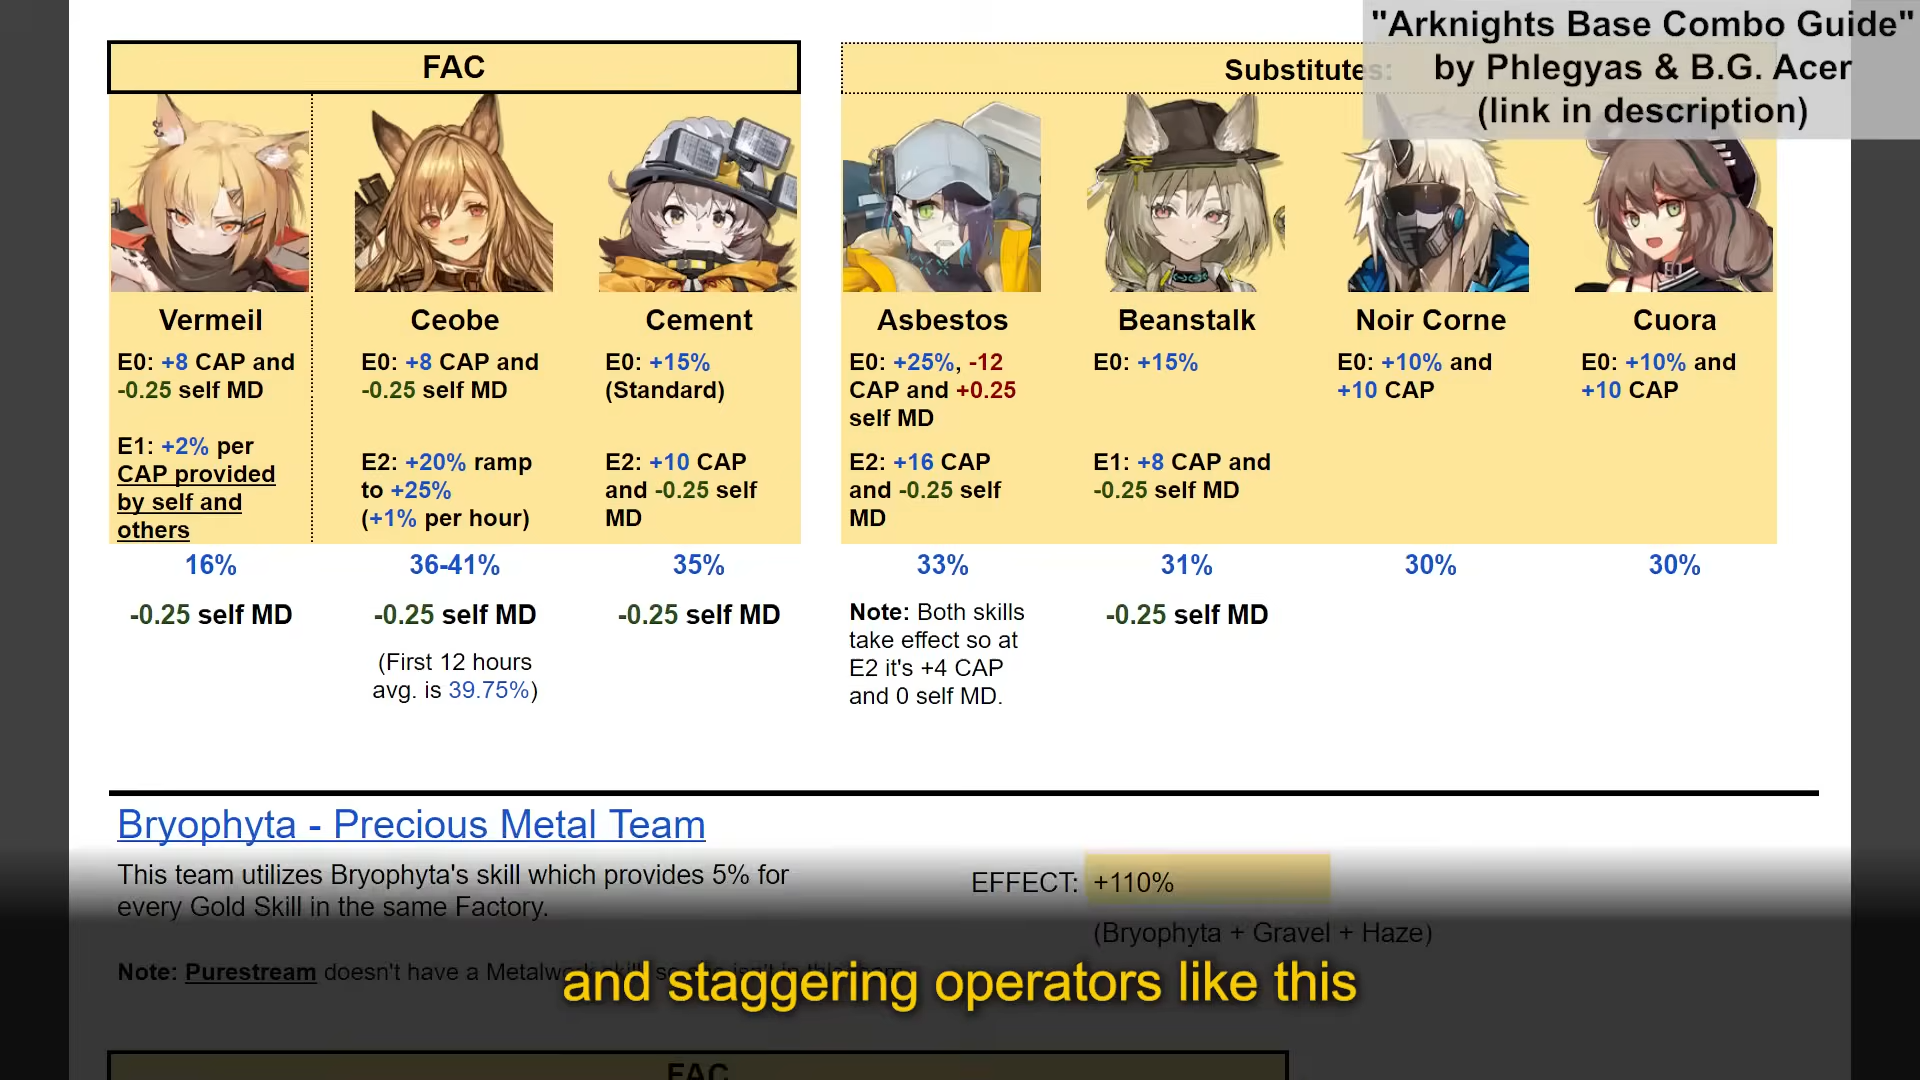 "Arknights Base Combo Guide"
by Phlegyas & B.G. Acer
(link in description)
FAC
Substitutes:
Vermeil
E0: +8 CAP and
-0.25 self MD
E1: +2% per
CAP provided
by self and
others
16%
-0.25 self MD
Ceobe
E0: +8 CAP and
-0.25 self MD
E2: +20% ramp
to +25%
(+1% per hour)
36-41%
-0.25 self MD
(First 12 hours
avg. is 39.75%)
Cement
E0: +15%
(Standard)
E2: +10 CAP
and -0.25 self
MD
35%
-0.25 self MD
Asbestos
E0: +25%, -12
CAP and +0.25
self MD
E2: +16 CAP
and -0.25 self
MD
33%
Note: Both skills
take effect so at
E2 it's +4 CAP
and 0 self MD.
Beanstalk
E0: +15%
E1: +8 CAP and
-0.25 self MD
31%
-0.25 self MD
Noir Corne
E0: +10% and
+10 CAP
30%
Cuora
E0: +10% and
+10 CAP
30%
Bryophyta - Precious Metal Team
This team utilizes Bryophyta's skill which provides 5% for
every Gold Skill in the same Factory.
EFFECT: +110%
(Bryophyta + Gravel + Haze)
Note: Purestream doesn't have a Metalwork skill so
and staggering operators like this
FAC